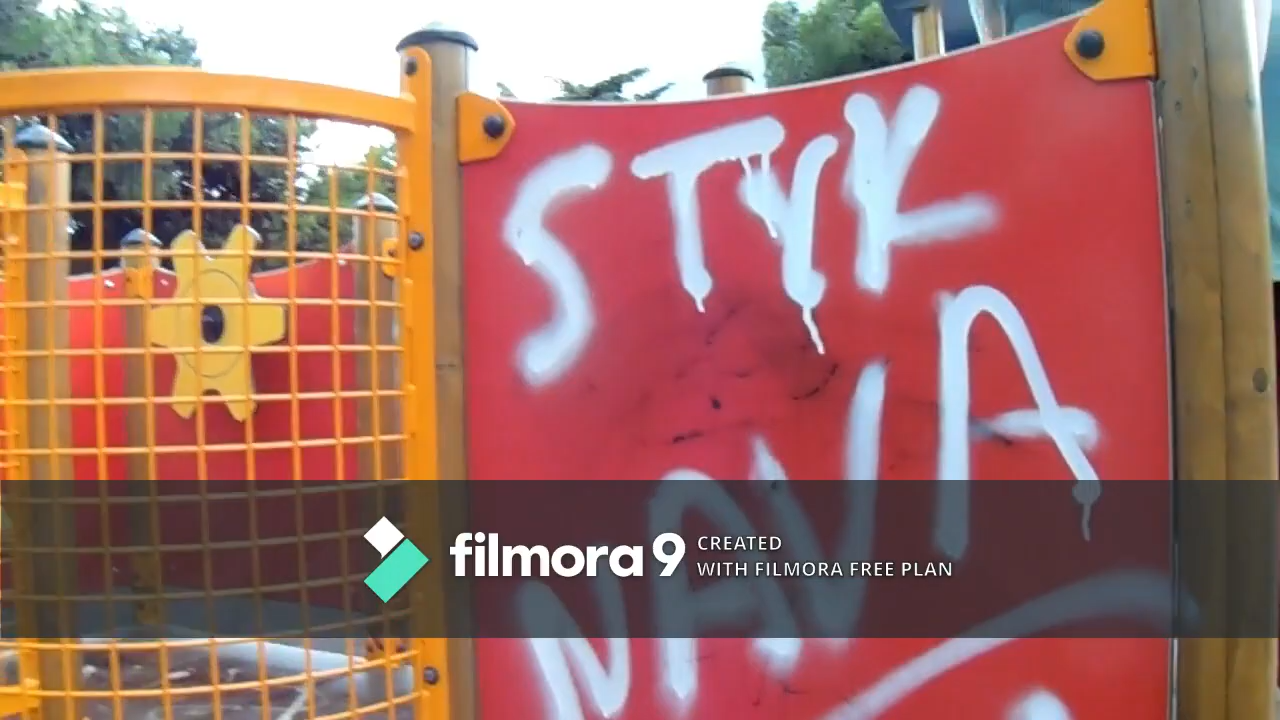 STYK
NAVA
filmora9
CREATED
WITH FILMORA FREE PLAN